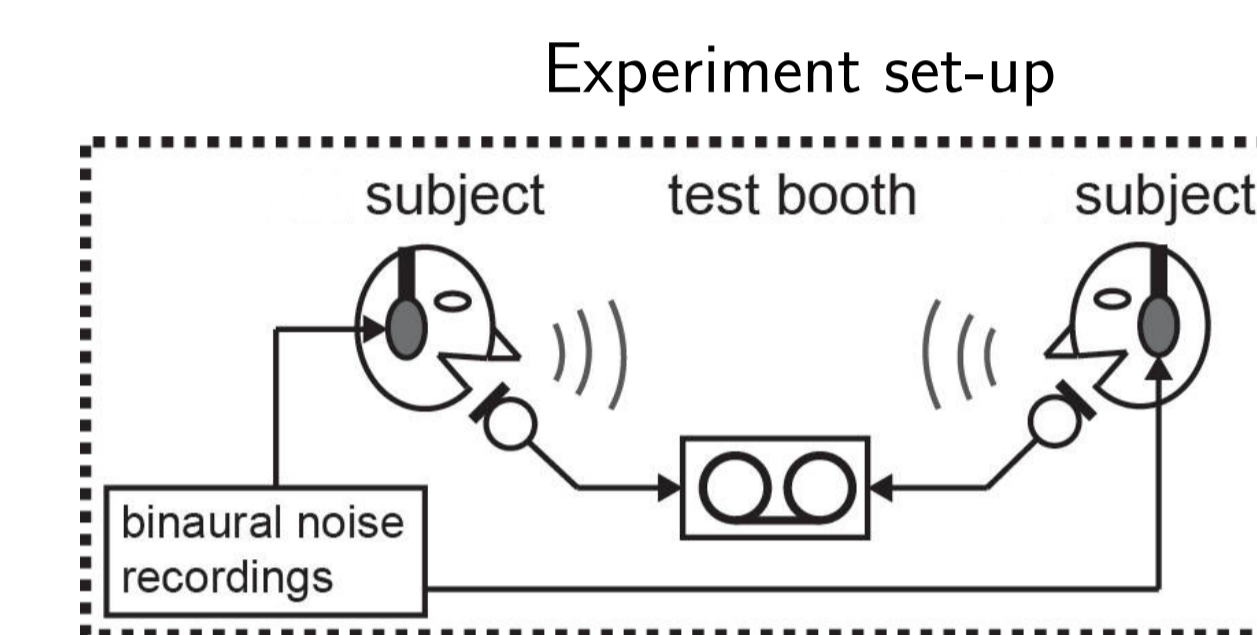 Experiment set-up
subject test booth subject
binaural noise
recordings